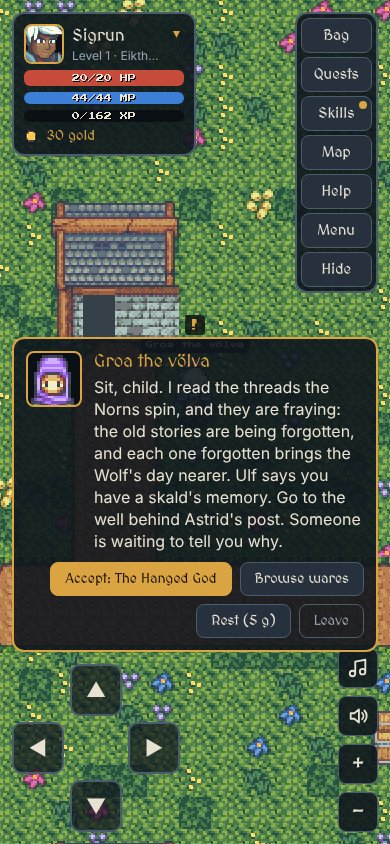 Sigrun
Level 1 · Eikth...
20/20 HP
44/44 MP
0/162 XP
30 gold
Bag
Quests
Skills
Map
Help
Menu
Hide
!
Groa the völva
Groa the völva
Sit, child. I read the threads the
Norns spin, and they are fraying:
the old stories are being forgotten,
and each one forgotten brings the
Wolf's day nearer. Ulf says you
have a skald's memory. Go to the
well behind Astrid's post. Someone
is waiting to tell you why.
Accept: The Hanged God
Browse wares
Rest (5 g)
Leave
+
−